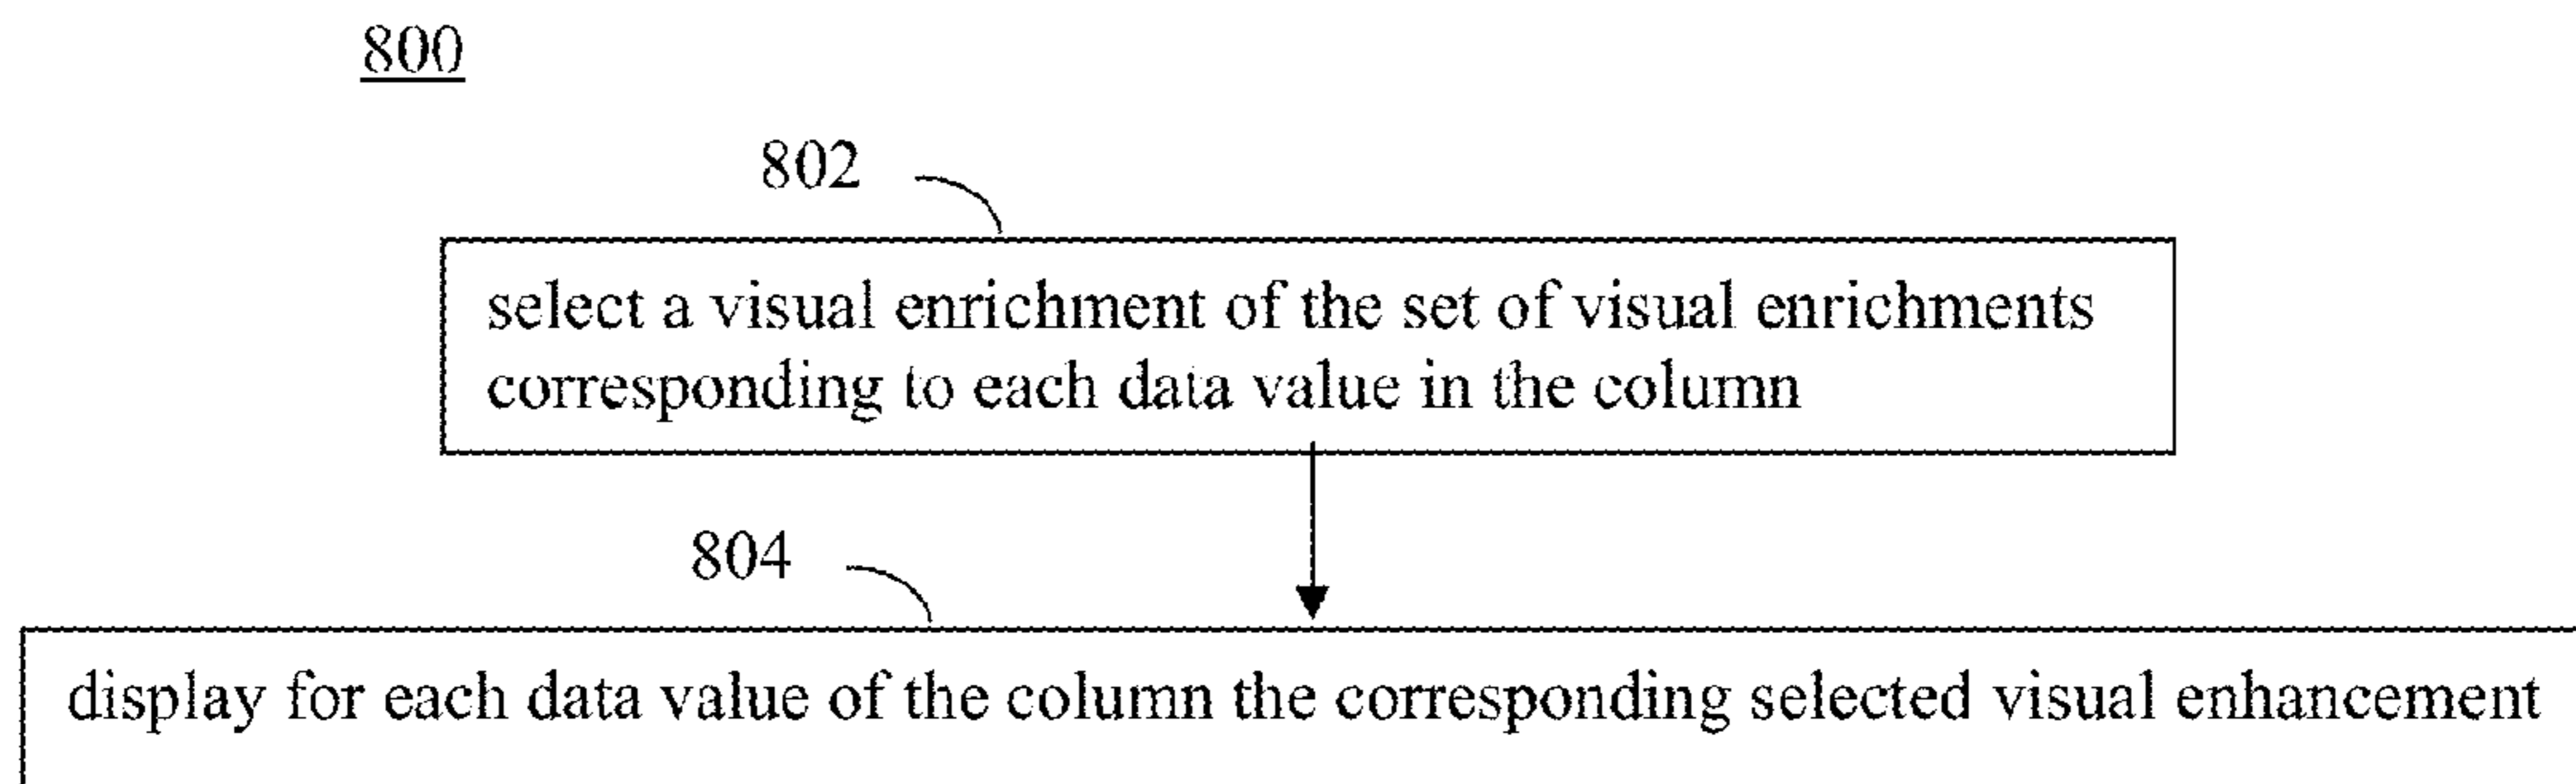 800
802
select a visual enrichment of the set of visual enrichments
corresponding to each data value in the column
804
display for each data value of the column the corresponding selected visual enhancement